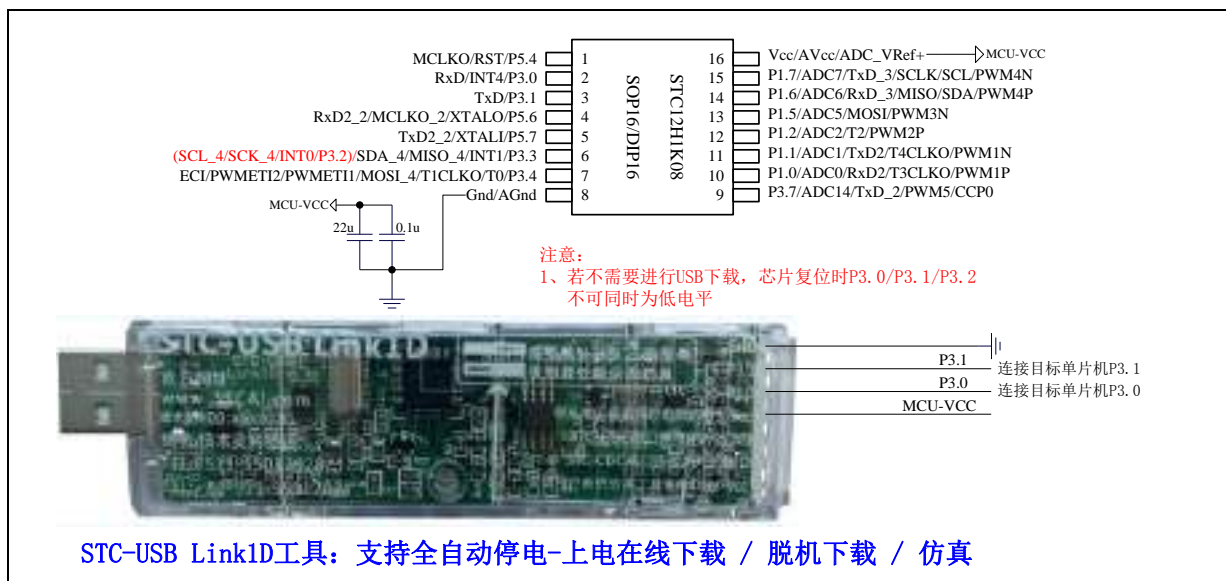 MCLKO/RST/P5.4 1
RxD/INT4/P3.0 2
TxD/P3.1 3
RxD2_2/MCLKO_2/XTALO/P5.6 4
TxD2_2/XTALI/P5.7 5
(SCL_4/SCK_4/INT0/P3.2)/SDA_4/MISO_4/INT1/P3.3 6
ECI/PWMETI2/PWMETI1/MOSI_4/T1CLKO/T0/P3.4 7
Gnd/AGnd 8
SOP16/DIP16
STC12H1K08
16 Vcc/AVcc/ADC_VRef+ MCU-VCC
15 P1.7/ADC7/TxD_3/SCLK/SCL/PWM4N
14 P1.6/ADC6/RxD_3/MISO/SDA/PWM4P
13 P1.5/ADC5/MOSI/PWM3N
12 P1.2/ADC2/T2/PWM2P
11 P1.1/ADC1/TxD2/T4CLKO/PWM1N
10 P1.0/ADC0/RxD2/T3CLKO/PWM1P
9 P3.7/ADC14/TxD_2/PWM5/CCP0
MCU-VCC
22u 0.1u
注意:
1、若不需要进行USB下载，芯片复位时P3.0/P3.1/P3.2
不可同时为低电平
STC-USB Link1D
P3.1 连接目标单片机P3.1
P3.0 连接目标单片机P3.0
MCU-VCC
STC-USB Link1D工具: 支持全自动停电-上电在线下载 / 脱机下载 / 仿真